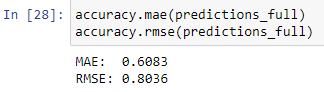 In [28]: accuracy.mae(predictions_full)
accuracy.rmse(predictions_full)
MAE:  0.6083
RMSE: 0.8036